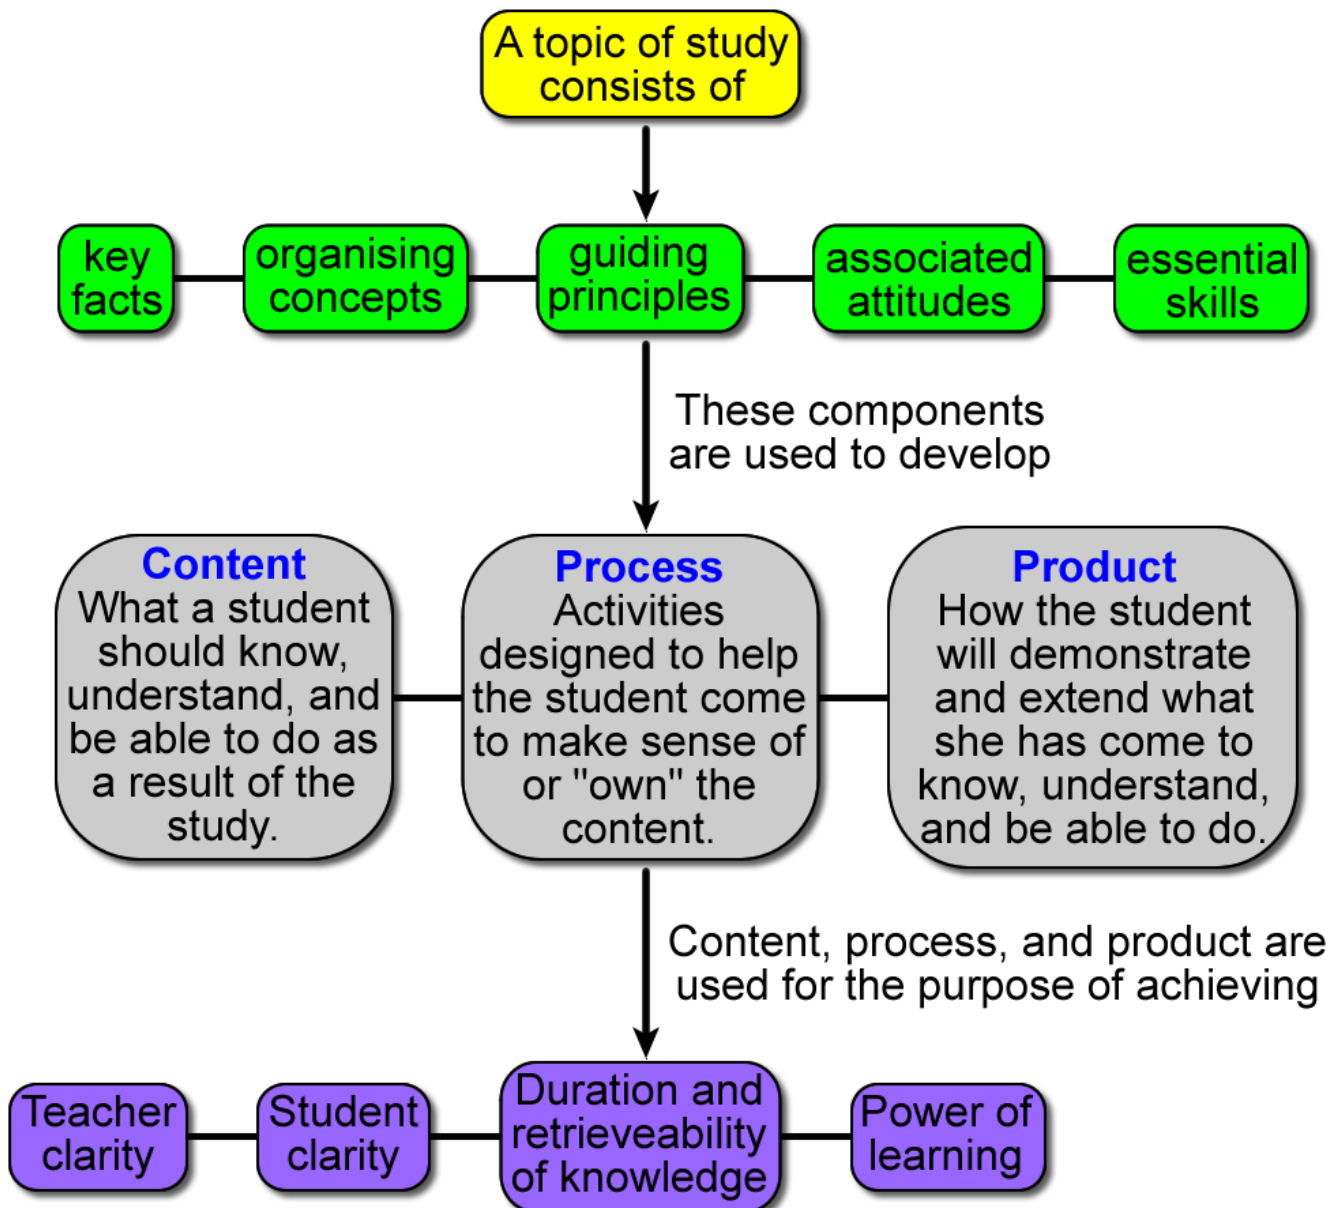 A topic of study
consists of
key
facts
organising
concepts
guiding
principles
associated
attitudes
essential
skills
These components
are used to develop
Content
What a student
should know,
understand, and
be able to do as
a result of the
study.
Process
Activities
designed to help
the student come
to make sense of
or "own" the
content.
Product
How the student
will demonstrate
and extend what
she has come to
know, understand,
and be able to do.
Content, process, and product are
used for the purpose of achieving
Teacher
clarity
Student
clarity
Duration and
retrieveability
of knowledge
Power of
learning